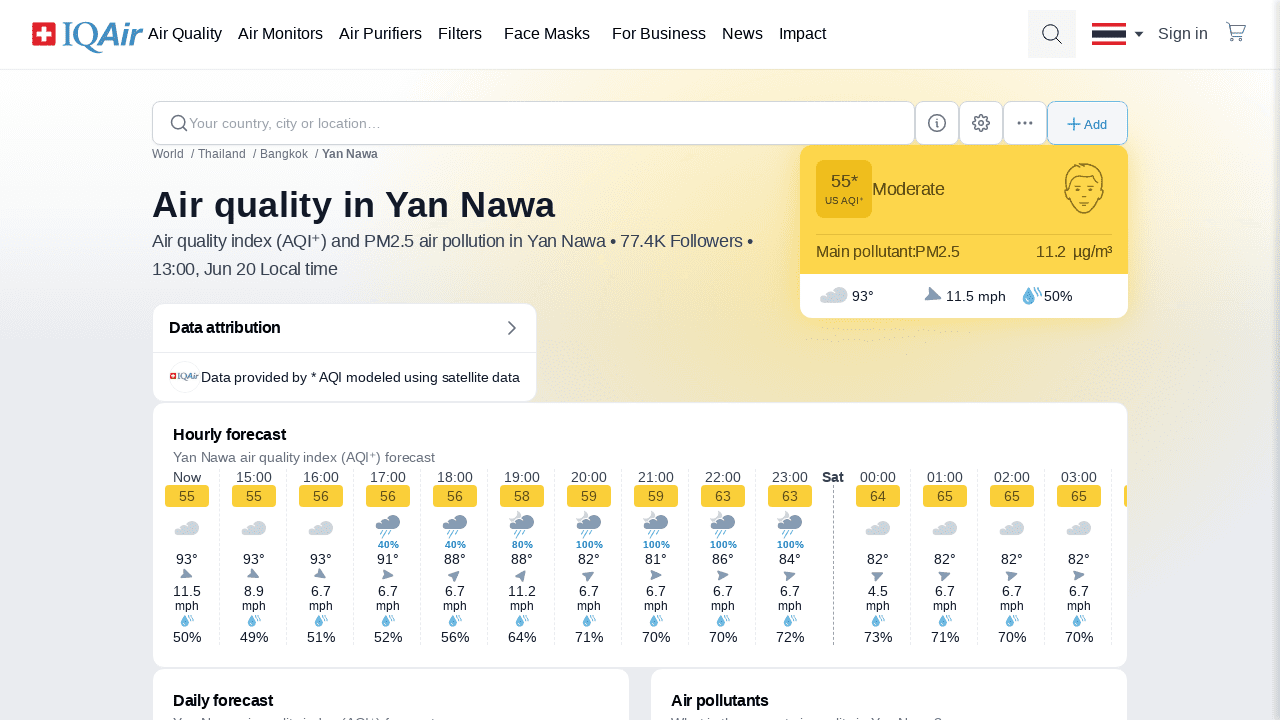 IQAir Air Quality Air Monitors Air Purifiers Filters Face Masks For Business News Impact Sign in
Your country, city or location…
Add
World / Thailand / Bangkok / Yan Nawa
Air quality in Yan Nawa
Air quality index (AQI⁺) and PM2.5 air pollution in Yan Nawa • 77.4K Followers •
13:00, Jun 20 Local time
55*
US AQI⁺
Moderate
Main pollutant:PM2.5 11.2 µg/m³
93° 11.5 mph 50%
Data attribution
IQAir Data provided by * AQI modeled using satellite data
Hourly forecast
Yan Nawa air quality index (AQI⁺) forecast
Now 15:00 16:00 17:00 18:00 19:00 20:00 21:00 22:00 23:00 Sat 00:00 01:00 02:00 03:00
55 55 56 56 56 58 59 59 63 63 64 65 65 65
40% 40% 80% 100% 100% 100% 100%
93° 93° 93° 91° 88° 88° 82° 81° 86° 84° 82° 82° 82° 82°
11.5 8.9 6.7 6.7 6.7 11.2 6.7 6.7 6.7 6.7 4.5 6.7 6.7 6.7
mph mph mph mph mph mph mph mph mph mph mph mph mph mph
50% 49% 51% 52% 56% 64% 71% 70% 70% 72% 73% 71% 70% 70%
Daily forecast
Air pollutants